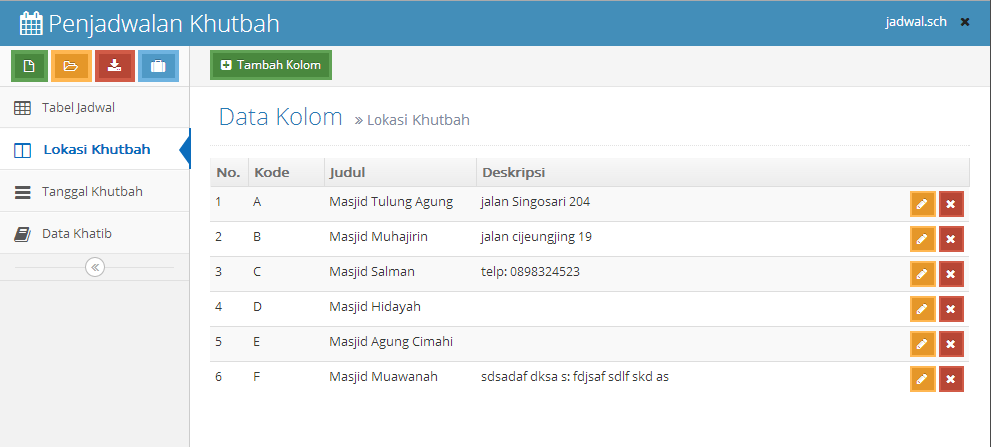 Penjadwalan Khutbah jadwal.sch
Tambah Kolom
Tabel Jadwal
Lokasi Khutbah
Tanggal Khutbah
Data Khatib
Data Kolom » Lokasi Khutbah
No. Kode Judul Deskripsi
1 A Masjid Tulung Agung jalan Singosari 204
2 B Masjid Muhajirin jalan cijeungjing 19
3 C Masjid Salman telp: 0898324523
4 D Masjid Hidayah
5 E Masjid Agung Cimahi
6 F Masjid Muawanah sdsadaf dksa s: fdjsaf sdlf skd as